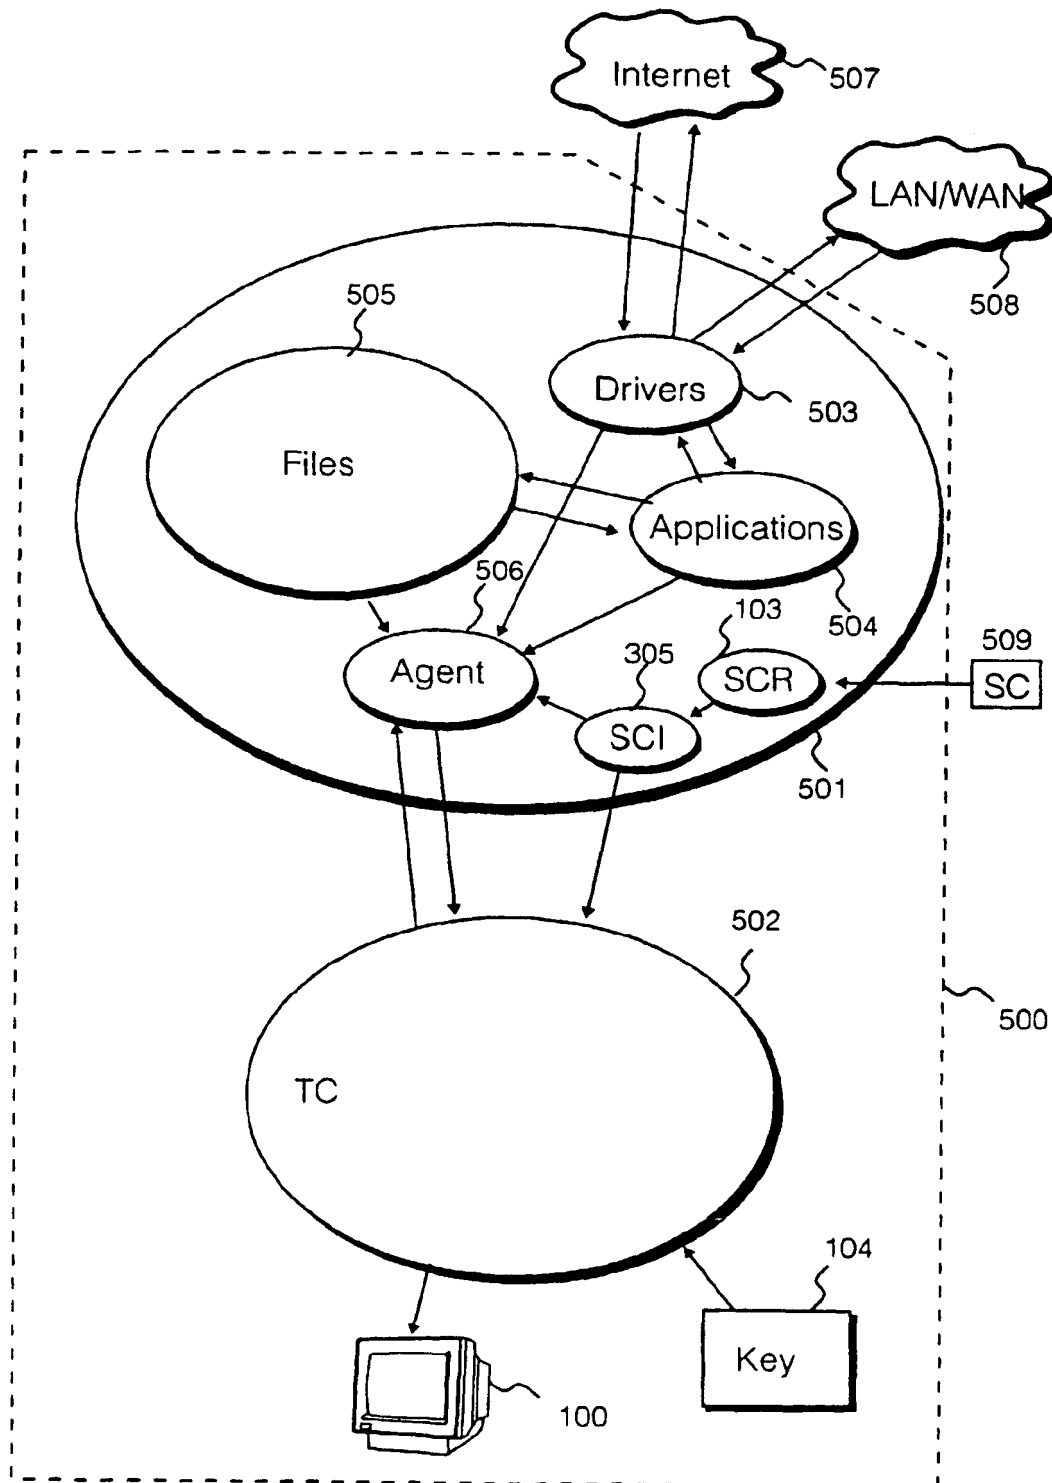 Internet
507
LAN/WAN
508
505
Drivers
503
Files
Applications
506
103
504
305
509
Agent
SCR
SC
SCI
501
502
500
TC
104
Key
100